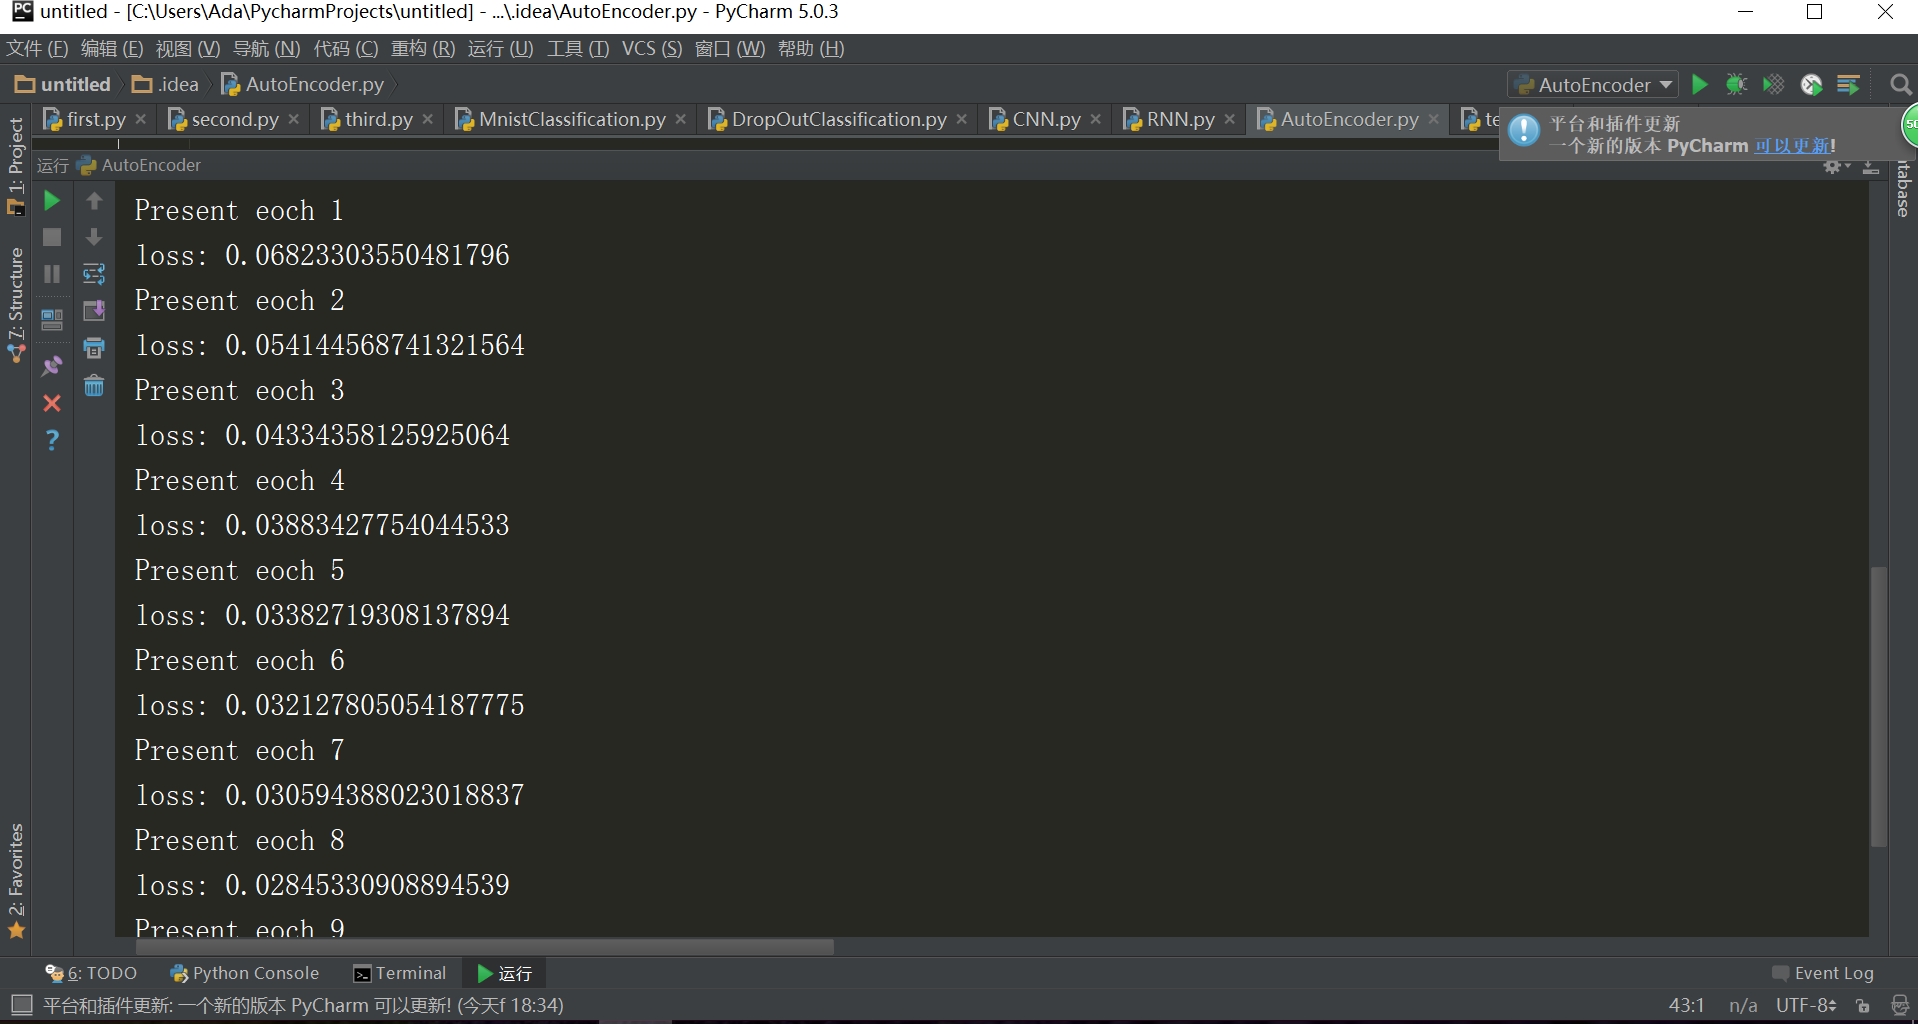 PC untitled - [C:\Users\Ada\PycharmProjects\untitled] - ...\.idea\AutoEncoder.py - PyCharm 5.0.3
文件 (F) 编辑 (E) 视图 (V) 导航 (N) 代码 (C) 重构 (R) 运行 (U) 工具 (T) VCS (S) 窗口 (W) 帮助 (H)
untitled .idea AutoEncoder.py AutoEncoder
first.py second.py third.py MnistClassification.py DropOutClassification.py CNN.py RNN.py AutoEncoder.py te
平台和插件更新
一个新的版本 PyCharm 可以更新!
运行 AutoEncoder
1: Project
7: Structure
2: Favorites
tabase
Present eoch 1
loss: 0.06823303550481796
Present eoch 2
loss: 0.054144568741321564
Present eoch 3
loss: 0.04334358125925064
Present eoch 4
loss: 0.03883427754044533
Present eoch 5
loss: 0.03382719308137894
Present eoch 6
loss: 0.032127805054187775
Present eoch 7
loss: 0.030594388023018837
Present eoch 8
loss: 0.02845330908894539
Present eoch 9
6: TODO Python Console Terminal 运行 Event Log
平台和插件更新: 一个新的版本 PyCharm 可以更新! (今天f 18:34) 43:1 n/a UTF-8